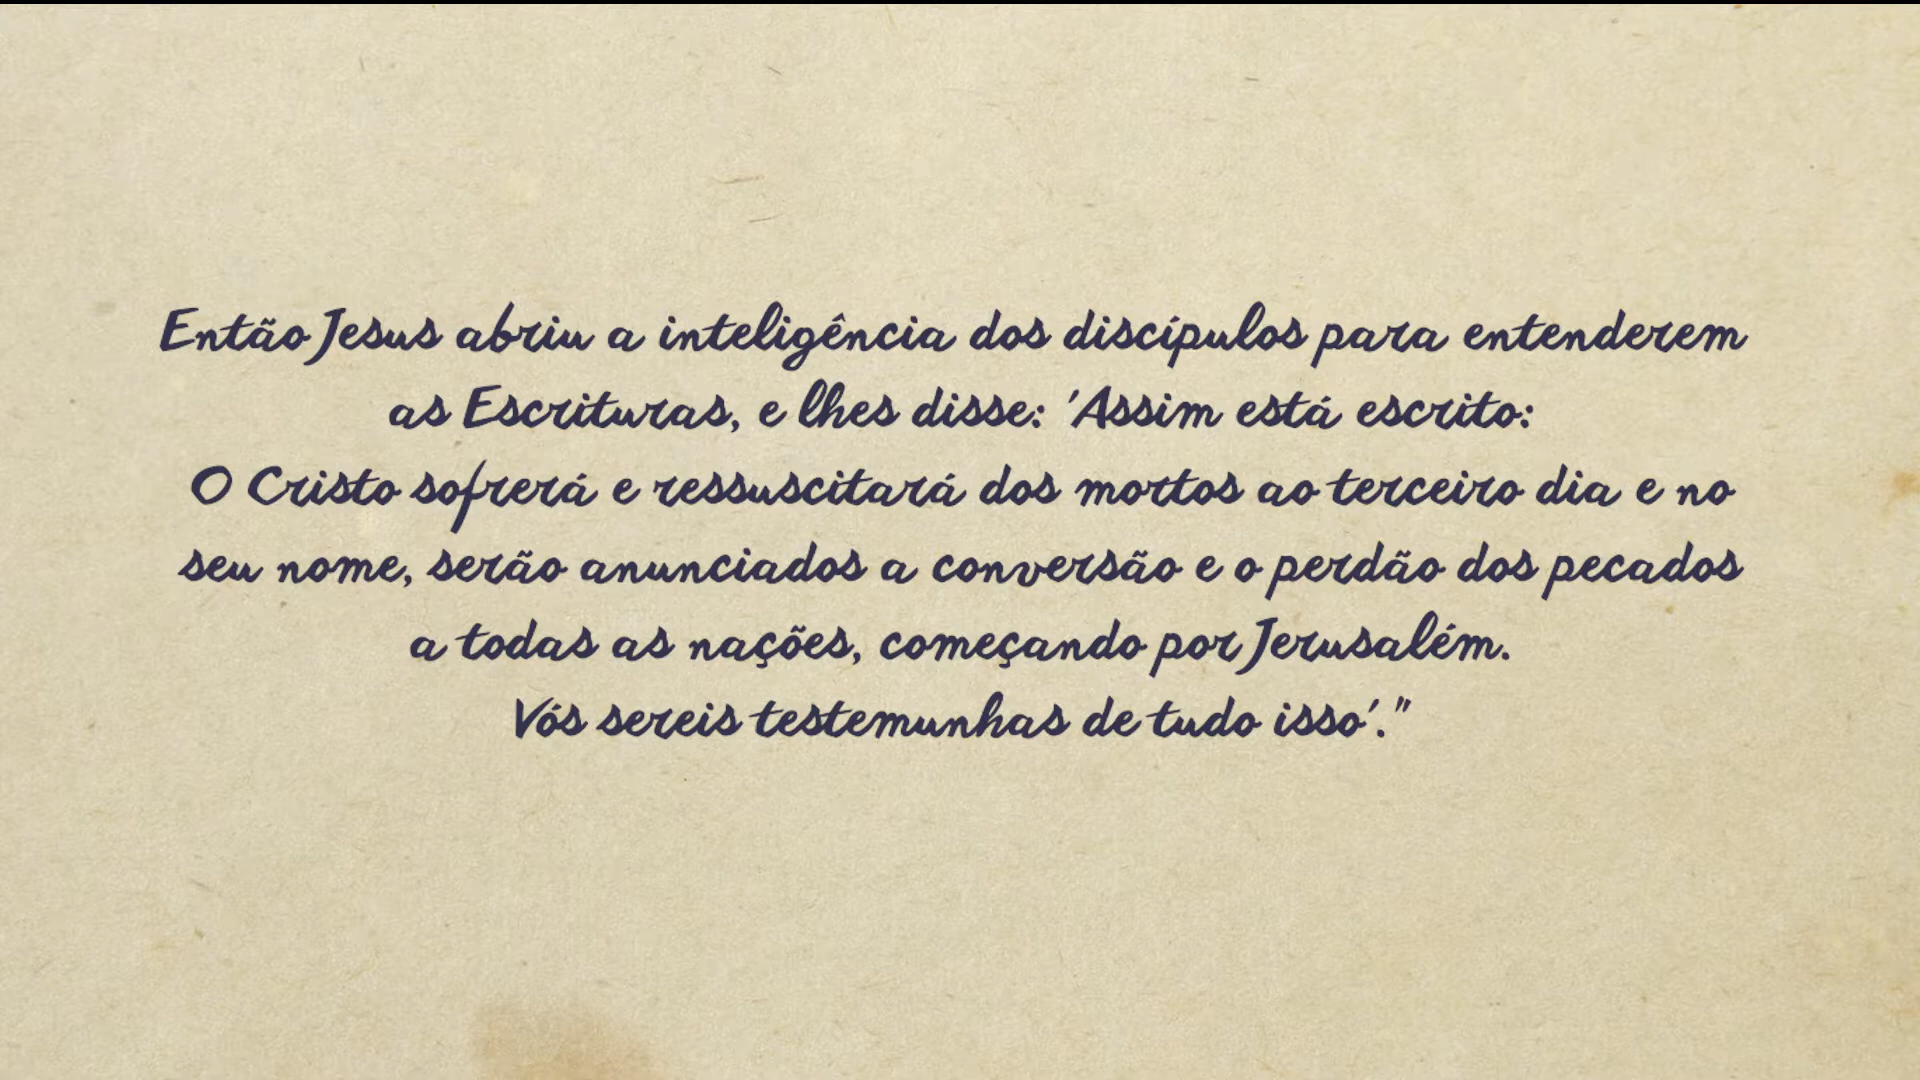 Então Jesus abriu a inteligência dos discípulos para entenderem
as Escrituras, e lhes disse: 'Assim está escrito:
O Cristo sofrerá e ressuscitará dos mortos ao terceiro dia e no
seu nome, serão anunciados a conversão e o perdão dos pecados
a todas as nações, começando por Jerusalém.
Vós sereis testemunhas de tudo isso'."